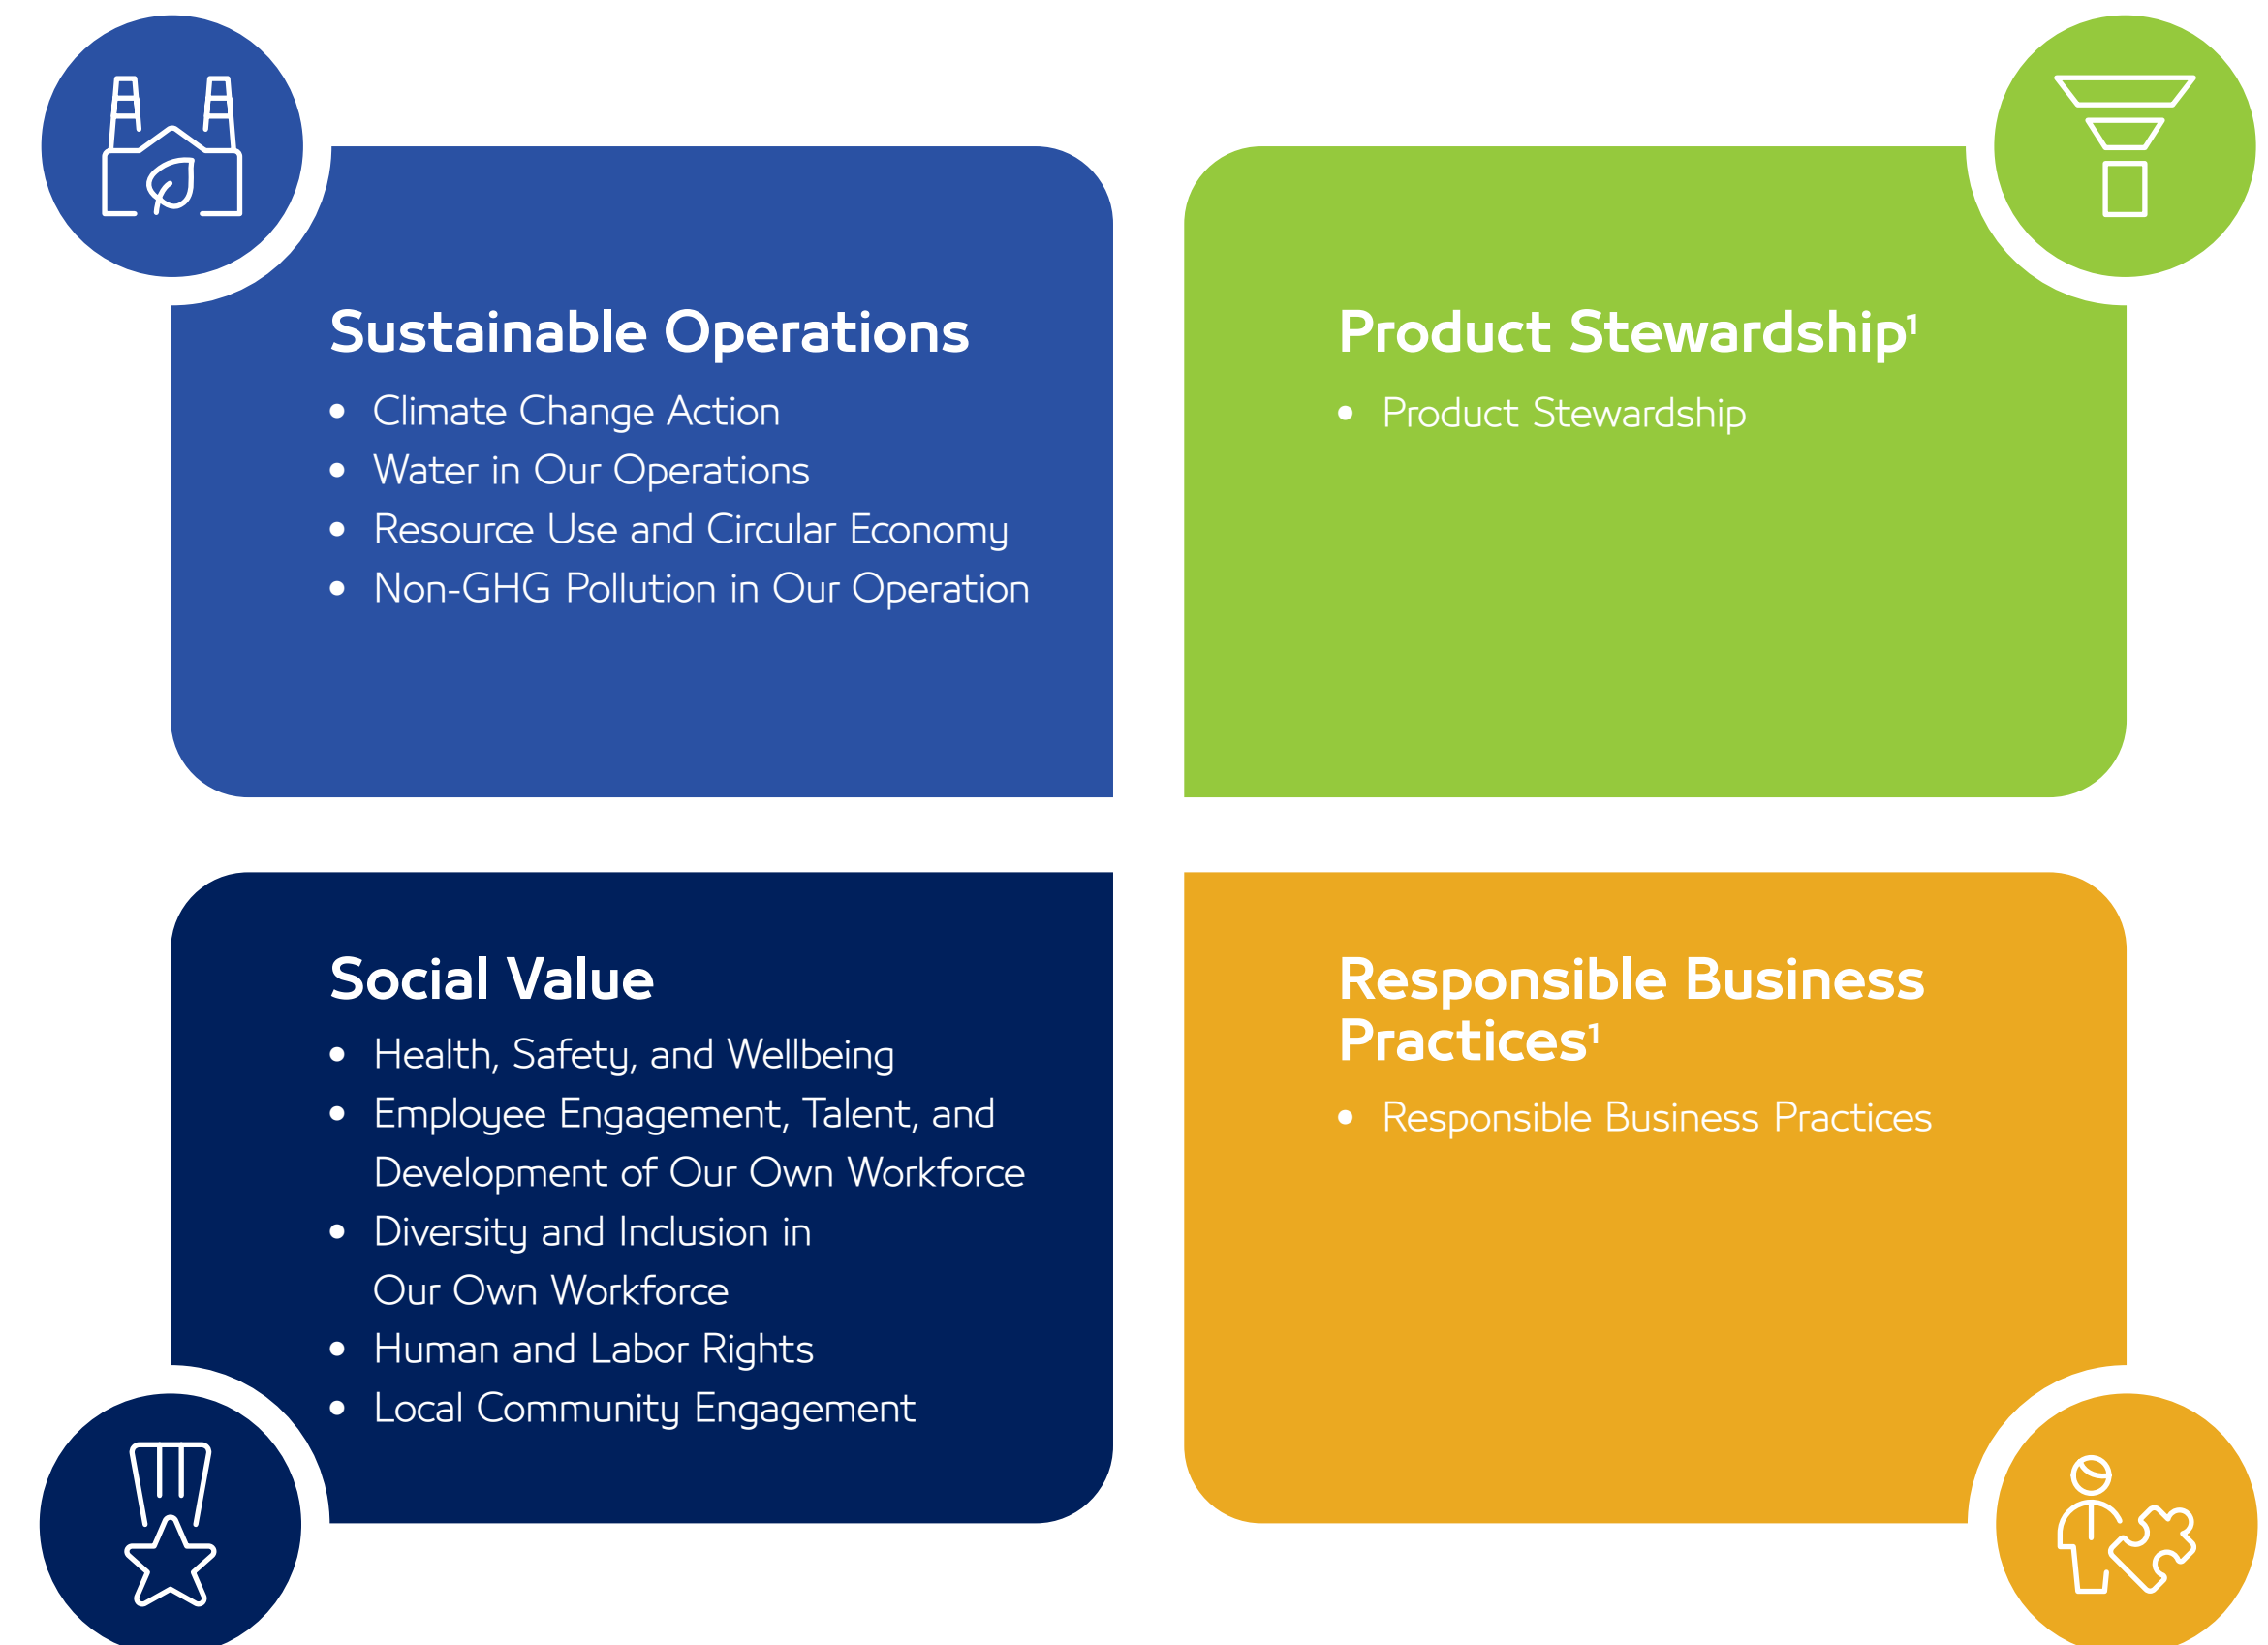 Sustainable Operations
• Climate Change Action
• Water in Our Operations
• Resource Use and Circular Economy
• Non-GHG Pollution in Our Operation
Product Stewardship¹
• Product Stewardship
Social Value
• Health, Safety, and Wellbeing
• Employee Engagement, Talent, and
Development of Our Own Workforce
• Diversity and Inclusion in
Our Own Workforce
• Human and Labor Rights
• Local Community Engagement
Responsible Business
Practices¹
• Responsible Business Practices